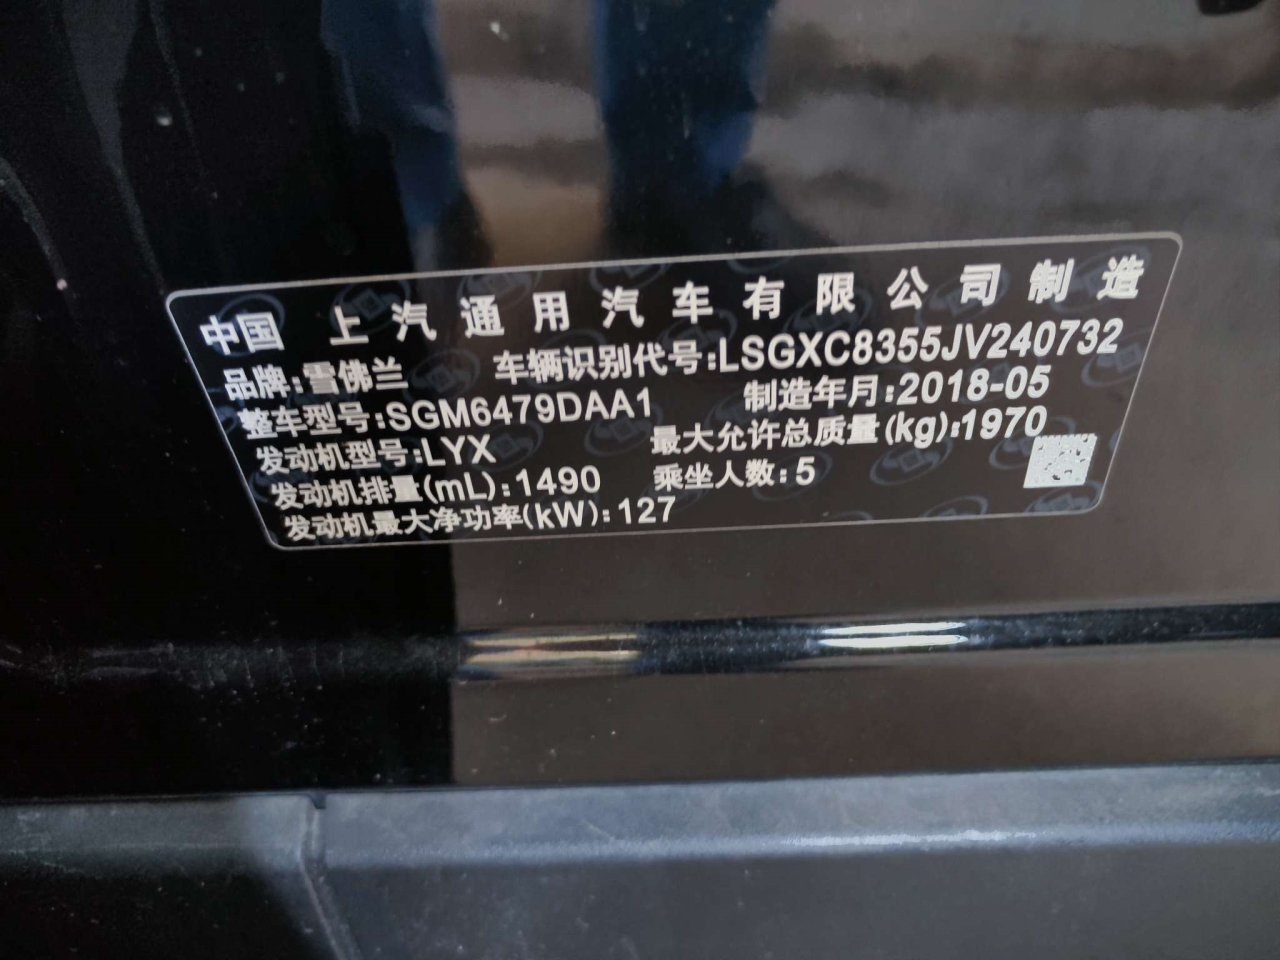 中国 上汽通用汽车有限公司制造
品牌:雪佛兰 车辆识别代号:LSGXC8355JV240732
整车型号:SGM6479DAA1 制造年月:2018-05
发动机型号:LYX 最大允许总质量(kg):1970
发动机排量(mL):1490 乘坐人数:5
发动机最大净功率(kW):127